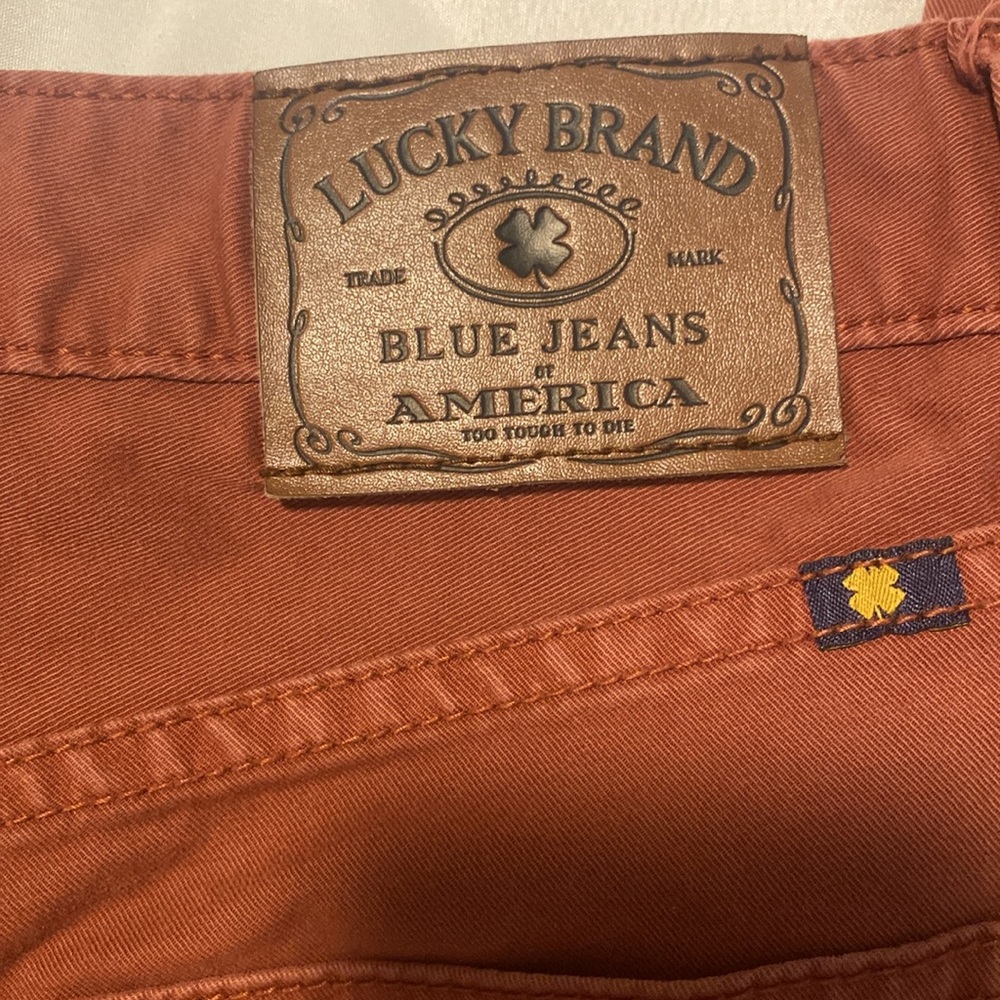 LUCKY BRAND
TRADE MARK
BLUE JEANS
OF
AMERICA
TOO TOUGH TO DIE